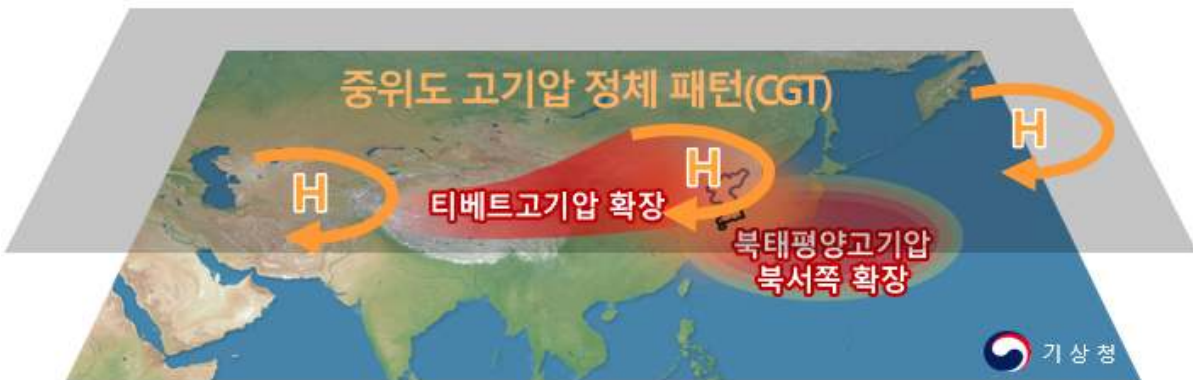 중위도 고기압 정체 패턴(CGT)
H
H
H
티베트고기압 확장
북태평양고기압
북서쪽 확장
기상청